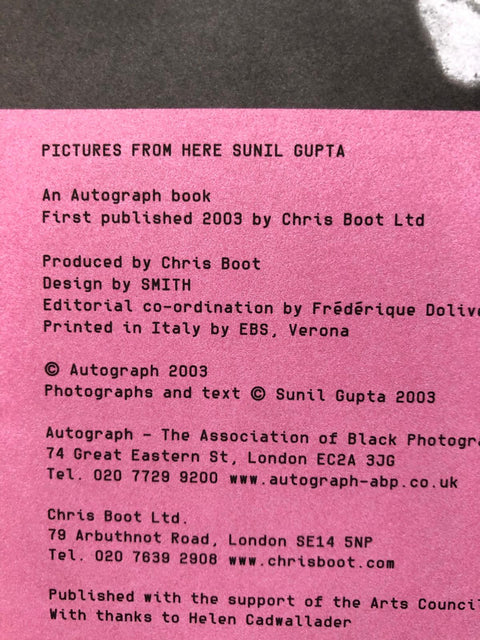 PICTURES FROM HERE SUNIL GUPTA
An Autograph book
First published 2003 by Chris Boot Ltd
Produced by Chris Boot
Design by SMITH
Editorial co-ordination by Frédérique
Printed in Italy by EBS, Verona
© Autograph 2003
Photographs and text © Sunil Gupta 2003
Autograph – The Association of Black
74 Great Eastern St, London EC2A 3JG
Tel. 020 7729 9200 www.autograph-abp.co.uk
Chris Boot Ltd.
79 Arbuthnot Road, London SE14 5NP
Tel. 020 7639 2908 www.chrisboot.com
Published with the support of the Arts Council
With thanks to Helen Cadwallader